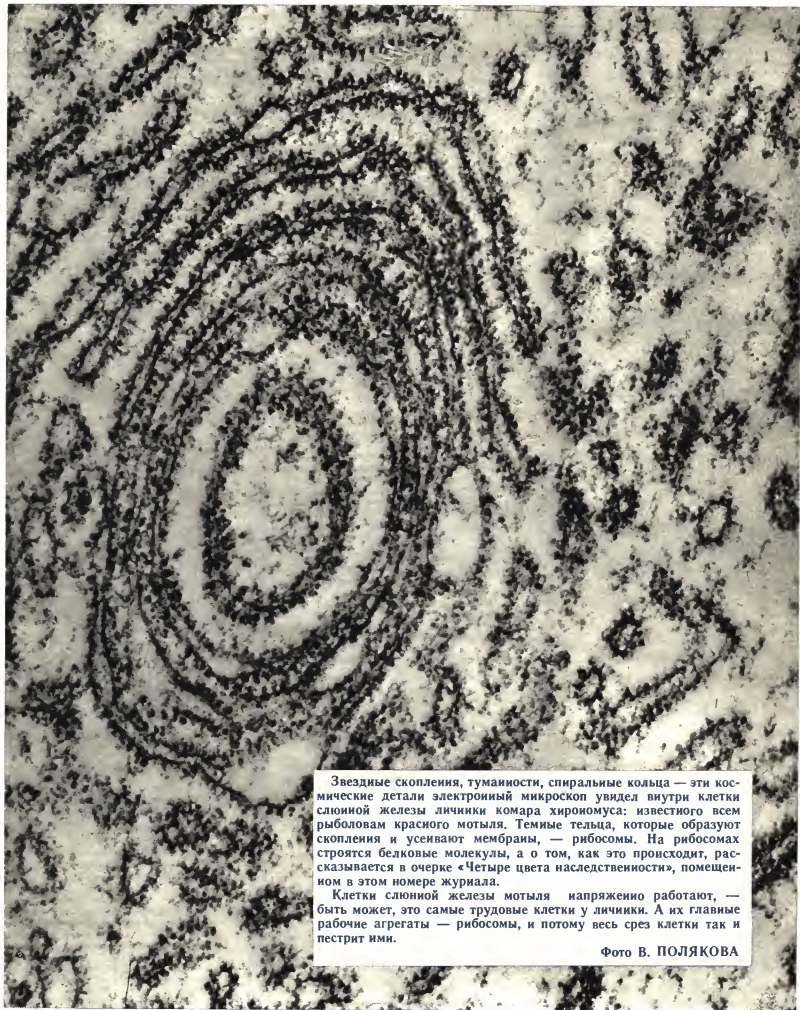 Звездные скопления, туманности, спиральные кольца — эти кос-
мические детали электронный микроскоп увидел внутри клетки
слюнной железы личинки комара хирономуса: известного всем
рыболовам красного мотыля. Темные тельца, которые образуют
скопления и усеивают мембраны, — рибосомы. На рибосомах
строятся белковые молекулы, а о том, как это происходит, рас-
сказывается в очерке «Четыре цвета наследственности», помещен-
ном в этом номере журнала.
Клетки слюнной железы мотыля напряженно работают, —
быть может, это самые трудовые клетки у личинки. А их главные
рабочие агрегаты — рибосомы, и потому весь срез клетки так и
пестрит ими.
Фото В. ПОЛЯКОВА